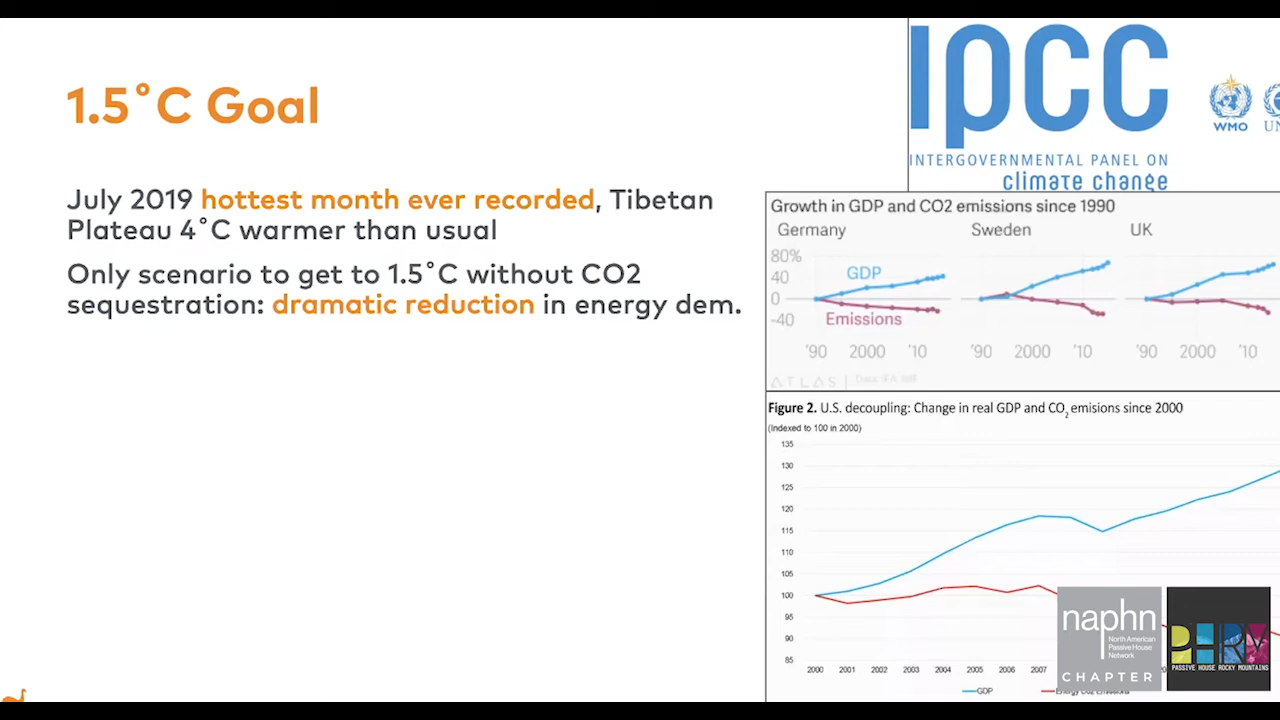 1.5°C Goal
July 2019 hottest month ever recorded, Tibetan
Plateau 4°C warmer than usual
Only scenario to get to 1.5°C without CO2
sequestration: dramatic reduction in energy dem.
ipcc
INTERGOVERNMENTAL PANEL ON
climate change
WMO
UN
Growth in GDP and CO2 emissions since 1990
Germany Sweden UK
80%
40
0
-40
GDP
Emissions
'90 2000 '10 '90 2000 '10 '90 2000 '10
ATLAS
Figure 2. U.S. decoupling: Change in real GDP and CO2 emisions since 2000
(Indexed to 100 in 2000)
135
130
125
120
115
110
105
100
95
90
85
2000 2001 2002 2003 2004 2005 2006 2007
GDP
naphn
North American
Passive House
Network
CHAPTER
PHRM
PASSIVE HOUSE ROCKY MOUNTAINS